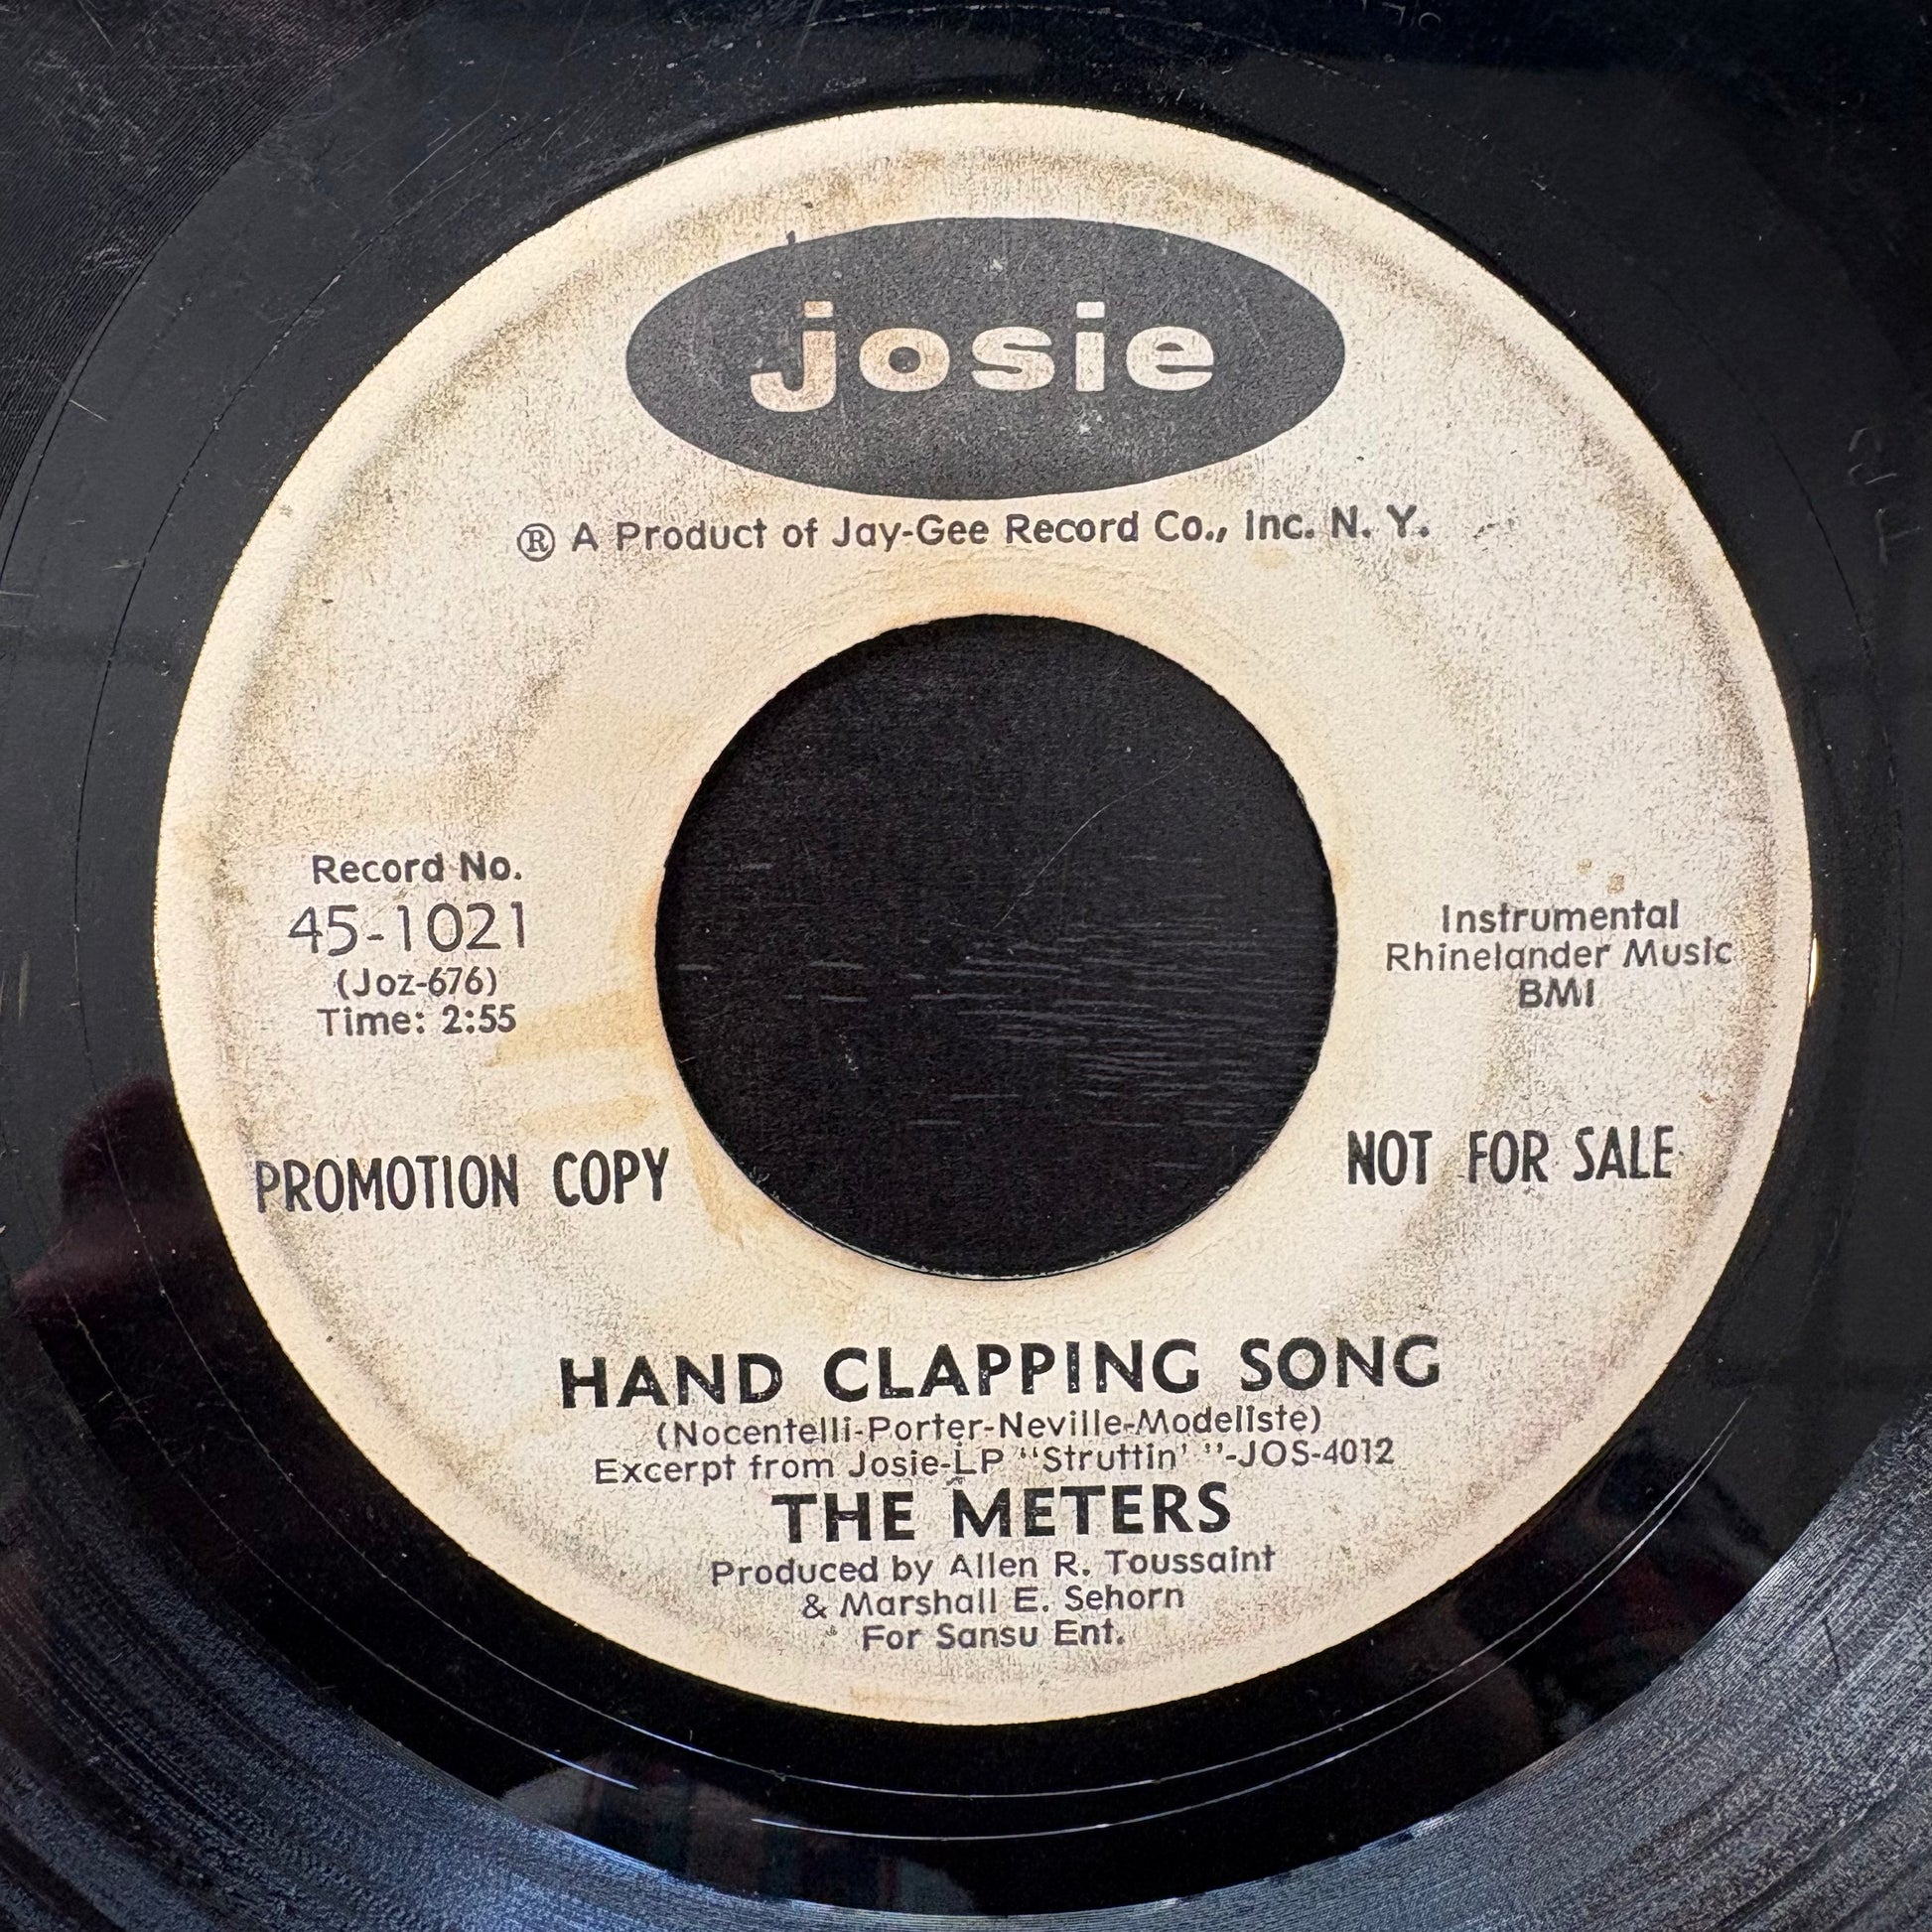 josie
® A Product of Jay-Gee Record Co., Inc. N. Y.
Record No.
45-1021
(Joz-676)
Time: 2:55
Instrumental
Rhinelander Music
BMI
PROMOTION COPY
NOT FOR SALE
HAND CLAPPING SONG
(Nocentelli-Porter-Neville-Modeliste)
Excerpt from Josie-LP "Struttin' "-JOS-4012
THE METERS
Produced by Allen R. Toussaint
& Marshall E. Sehorn
For Sansu Ent.